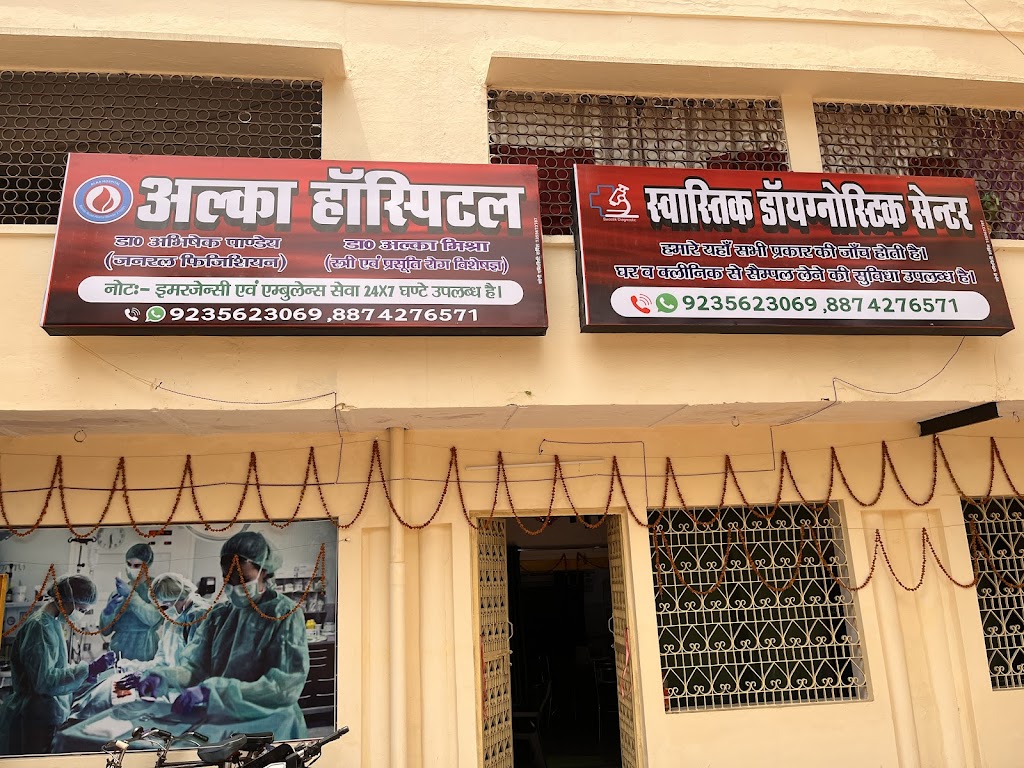 अल्का हॉस्पिटल
डा० अभिषेक पाण्डेय
(जनरल फिजिशियन)
डा० अल्का मिश्रा
(स्त्री एवं प्रसूति रोग विशेषज्ञ)
नोटः- इमरजेन्सी एवं एम्बुलेन्स सेवा 24X7 घण्टे उपलब्ध है।
9235623069 ,8874276571
स्वास्तिक डॉयग्नोस्टिक सेन्टर
हमारे यहाँ सभी प्रकार की जाँच होती है।
घर व क्लीनिक से सैम्पल लेने की सुविधा उपलब्ध है।
9235623069 ,8874276571